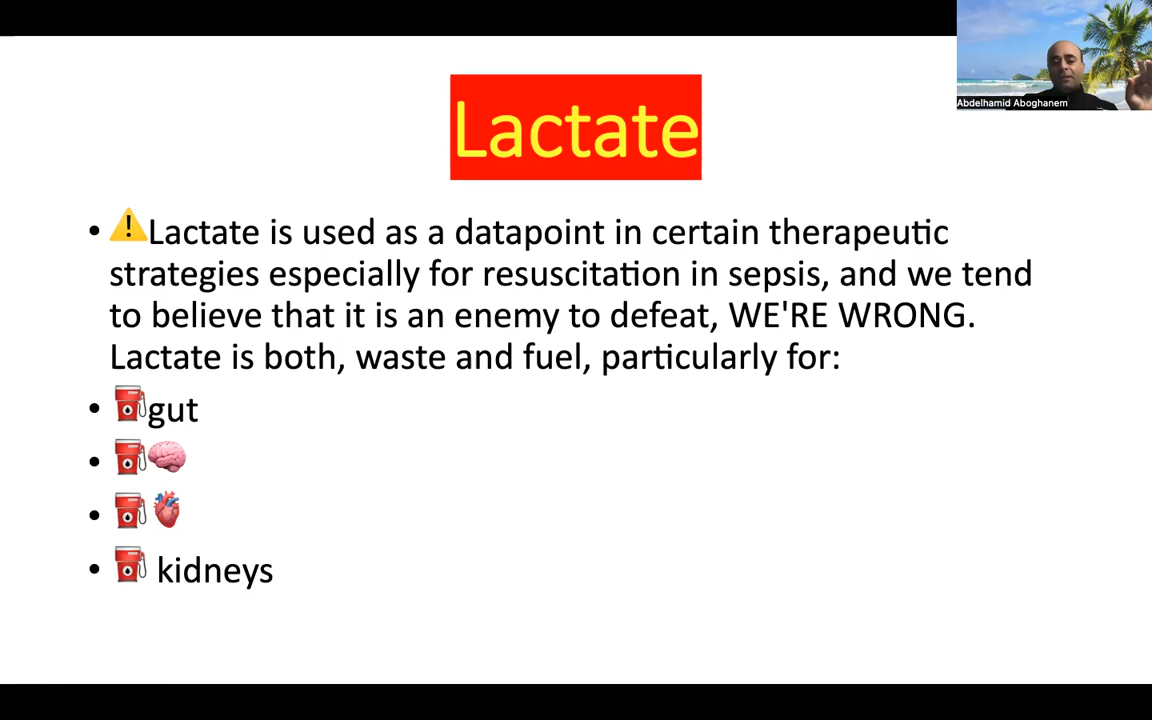 Abdelhamid Aboghanem
Lactate
• ⚠️Lactate is used as a datapoint in certain therapeutic
strategies especially for resuscitation in sepsis, and we tend
to believe that it is an enemy to defeat, WE'RE WRONG.
Lactate is both, waste and fuel, particularly for:
• ⛽gut
• ⛽🧠
• ⛽🫀
• ⛽ kidneys